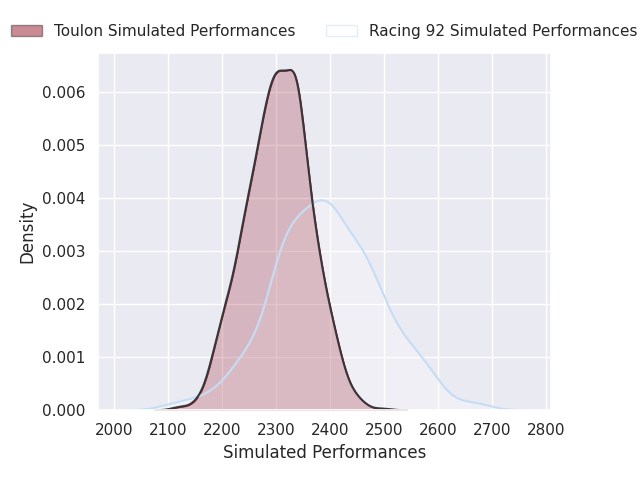 Toulon Simulated Performances Racing 92 Simulated Performances
0.006
0.005
0.004
0.003
0.002
0.001
0.000
Density
2000 2100 2200 2300 2400 2500 2600 2700 2800
Simulated Performances